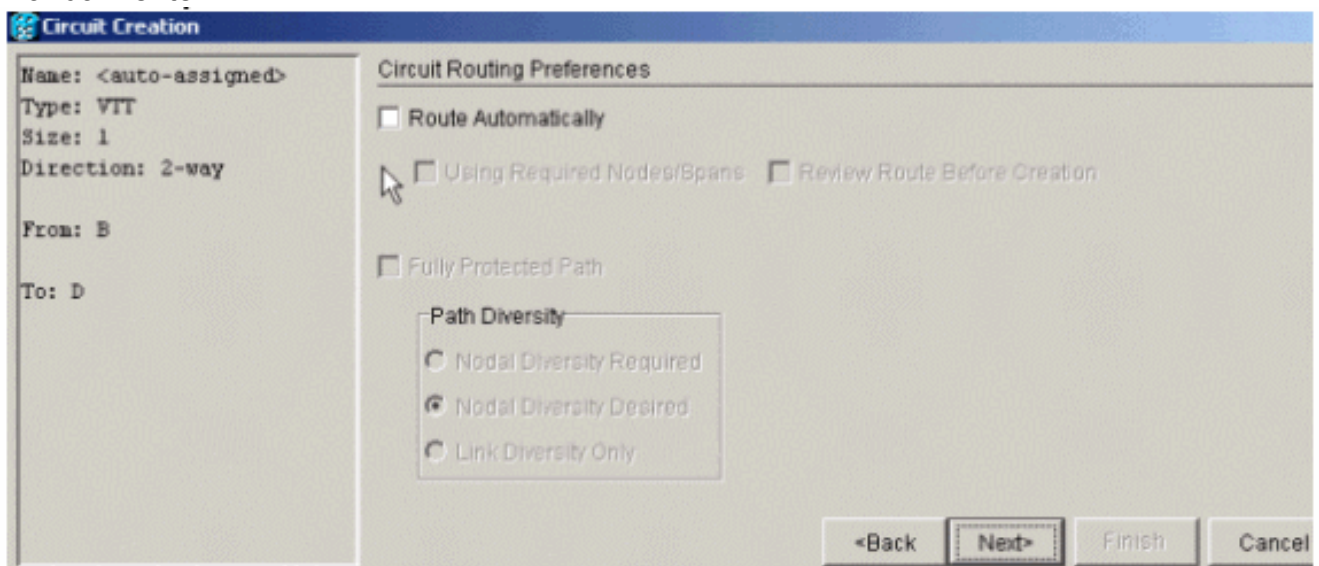 Circuit Creation
Name: <auto-assigned>
Type: VTT
Size: 1
Direction: 2-way
From: B
To: D
Circuit Routing Preferences
Route Automatically
Using Required Nodes/Spans Review Route Before Creation
Fully Protected Path
Path Diversity
Nodal Diversity Required
Nodal Diversity Desired
Link Diversity Only
<Back Next> Finish Cancel